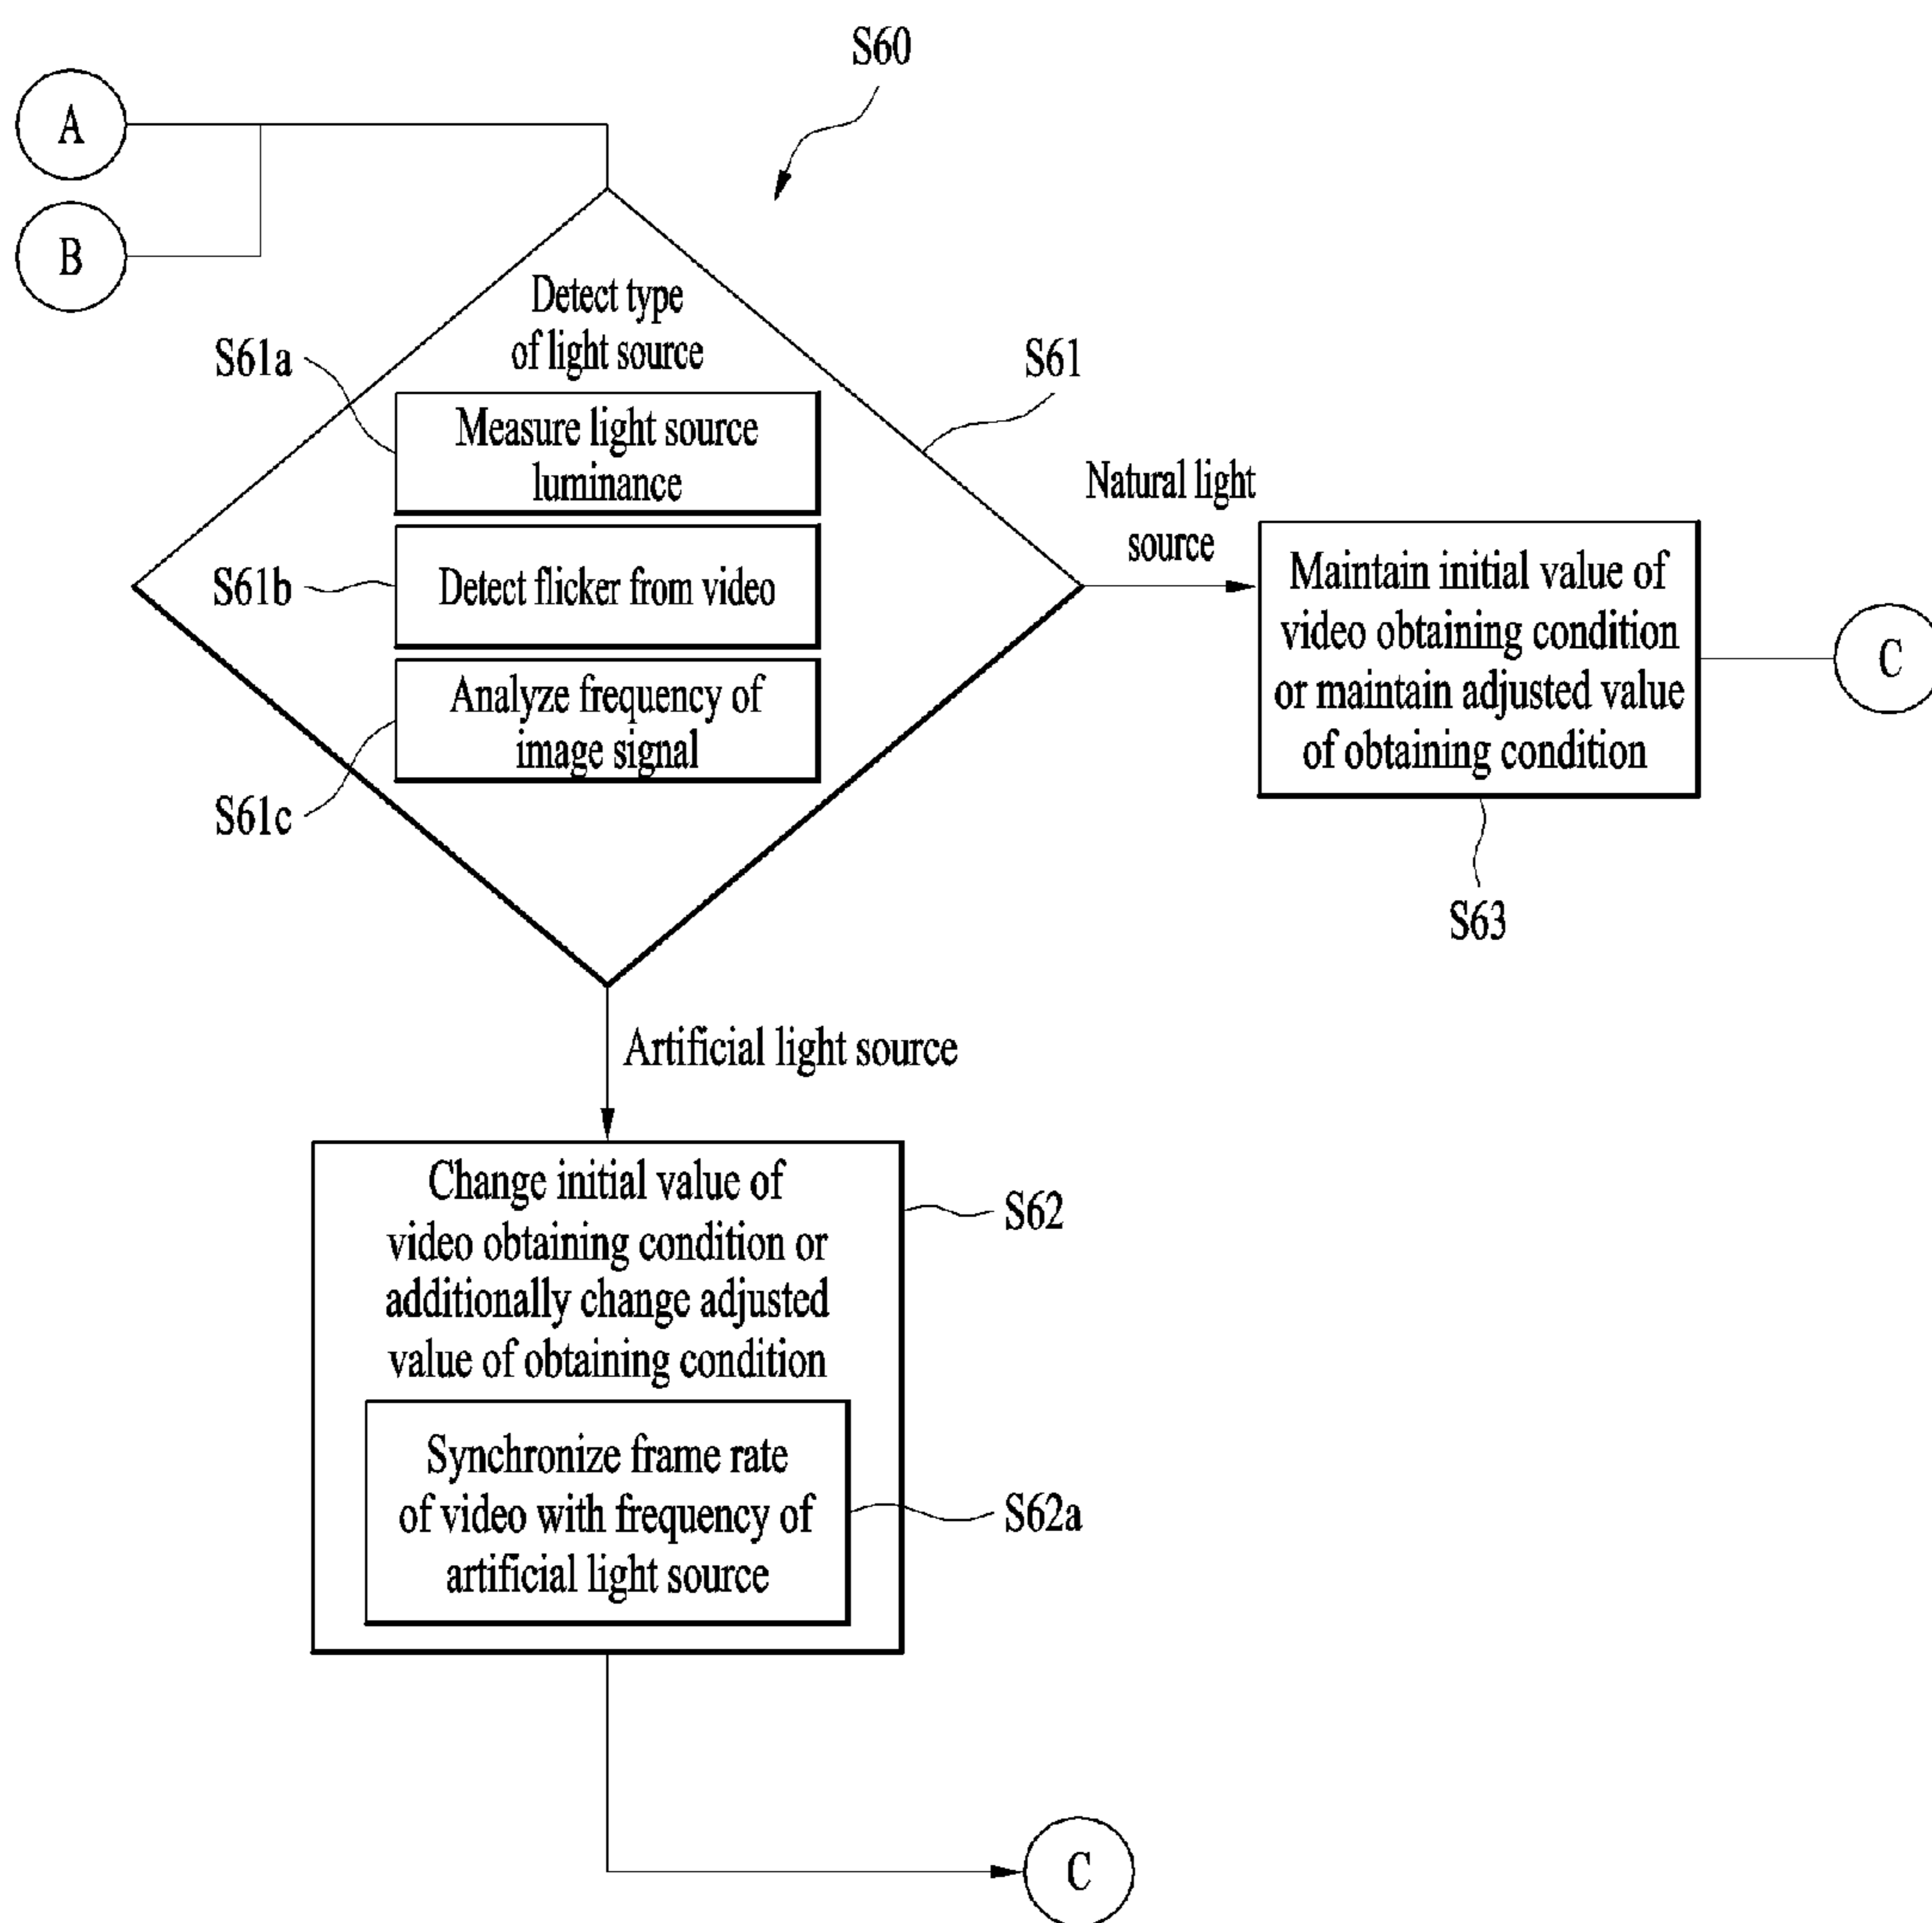 S60
A
B
Detect type
of light source
S61a
S61
Measure light source
luminance
Natural light
source
S61b
Detect flicker from video
Maintain initial value of
video obtaining condition
or maintain adjusted value
of obtaining condition
C
Analyze frequency of
image signal
S61c
S63
Artificial light source
Change initial value of
video obtaining condition or
additionally change adjusted
value of obtaining condition
S62
Synchronize frame rate
of video with frequency of
artificial light source
S62a
C